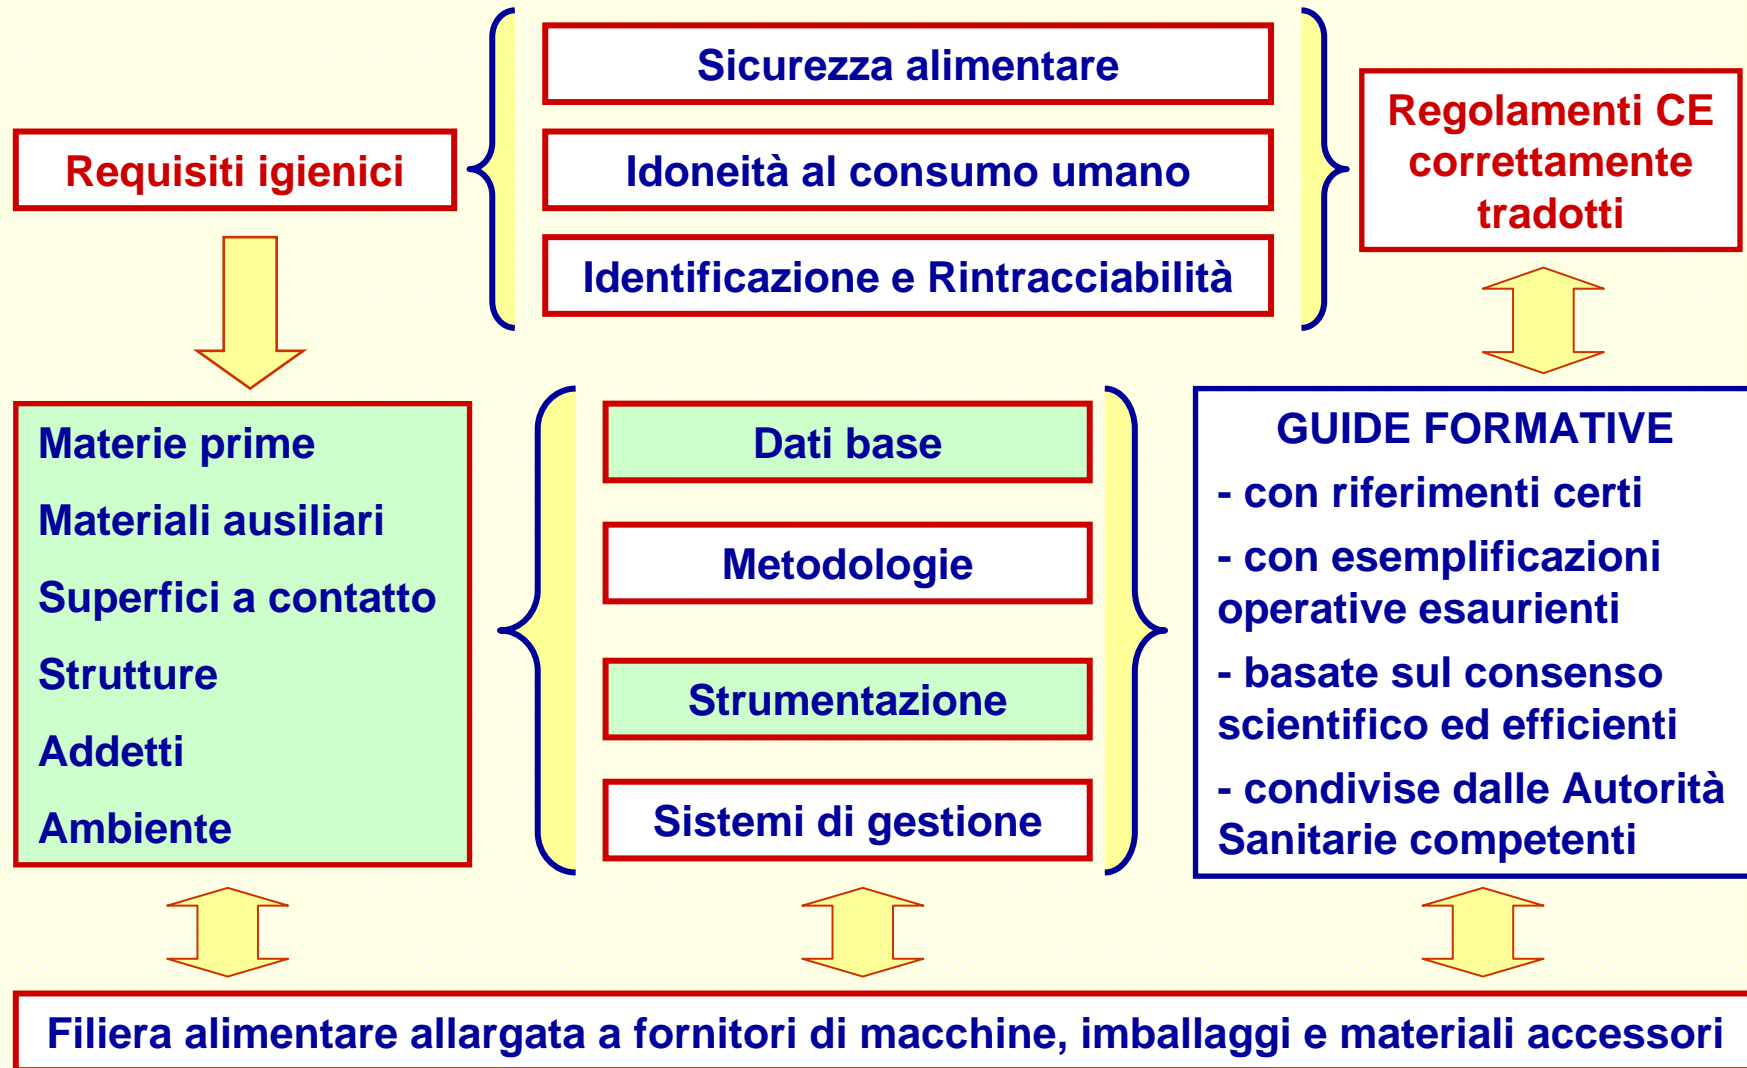 Sicurezza alimentare
Requisiti igienici
Idoneità al consumo umano
Identificazione e Rintracciabilità
Regolamenti CE
correttamente
tradotti
Materie prime
Materiali ausiliari
Superfici a contatto
Strutture
Addetti
Ambiente
Dati base
Metodologie
Strumentazione
Sistemi di gestione
GUIDE FORMATIVE
- con riferimenti certi
- con esemplificazioni
operative esaurienti
- basate sul consenso
scientifico ed efficienti
- condivise dalle Autorità
Sanitarie competenti
Filiera alimentare allargata a fornitori di macchine, imballaggi e materiali accessori